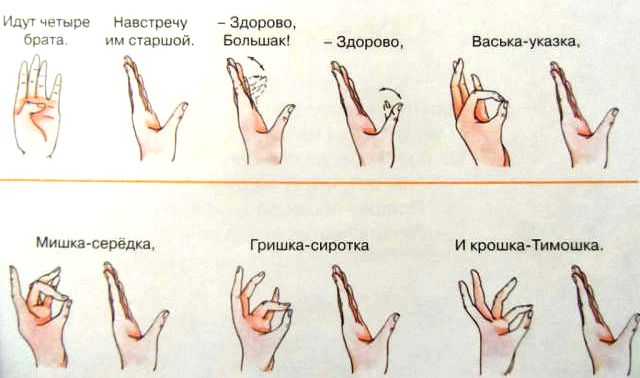 Идут четыре
брата.
Навстречу
им старшой.
– Здорово,
Большак!
– Здорово,
Васька-указка,
Мишка-серёдка,
Гришка-сиротка
И крошка-Тимошка.